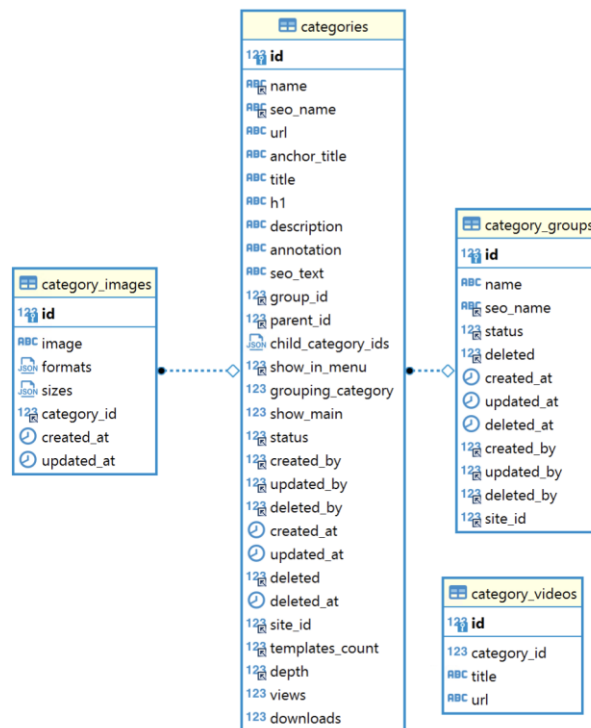 categories
id
name
seo_name
url
anchor_title
title
h1
description
annotation
seo_text
group_id
parent_id
child_category_ids
show_in_menu
grouping_category
show_main
status
created_by
updated_by
deleted_by
created_at
updated_at
deleted
deleted_at
site_id
templates_count
depth
views
downloads
category_images
id
image
formats
sizes
category_id
created_at
updated_at
category_groups
id
name
seo_name
status
deleted
created_at
updated_at
deleted_at
created_by
updated_by
deleted_by
site_id
category_videos
id
category_id
title
url